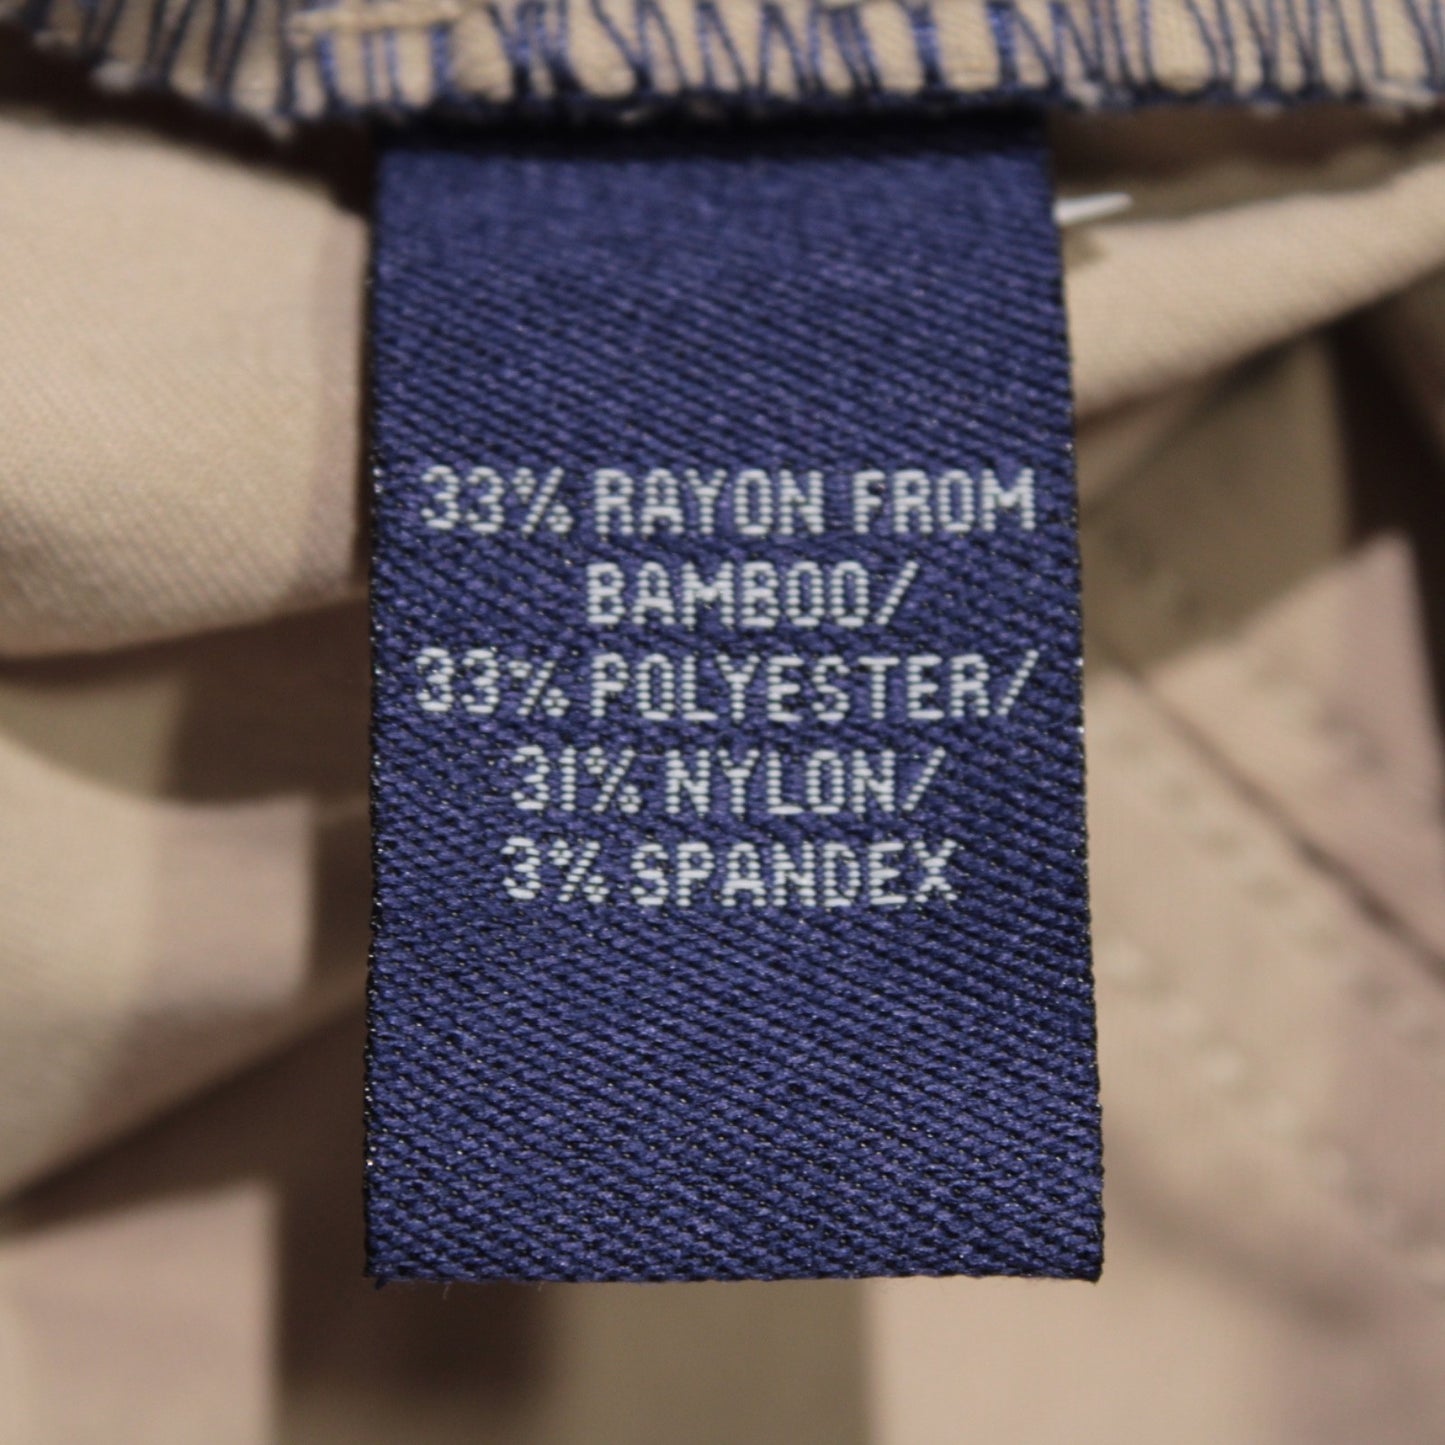 33% RAYON FROM
BAMBOO/
33% POLYESTER/
31% NYLON/
3% SPANDEX